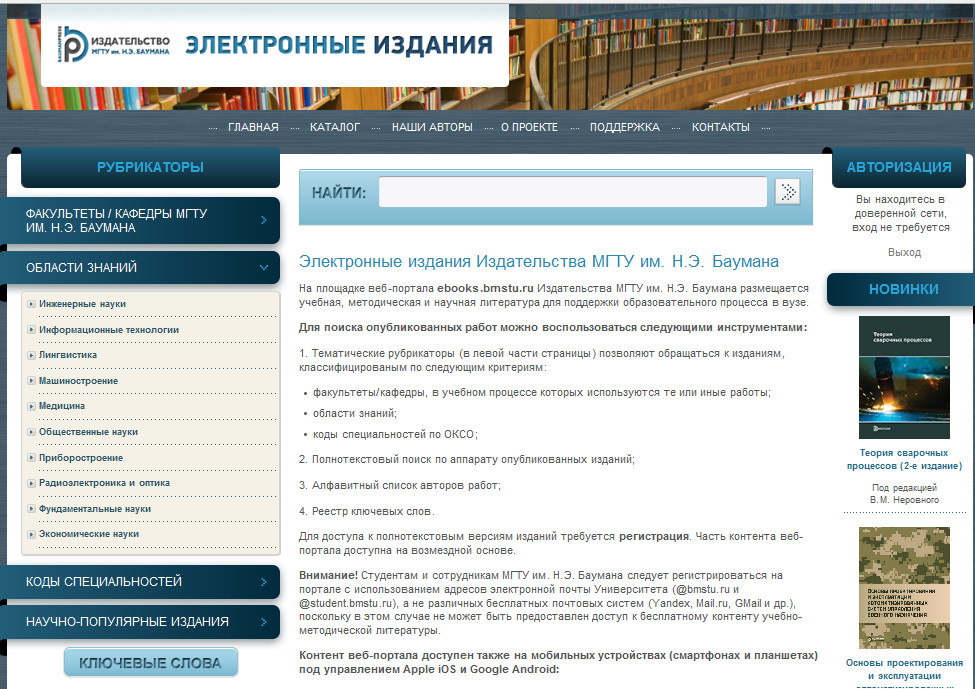 BAUMANPRESS
ИЗДАТЕЛЬСТВО
МГТУ им. Н.Э. БАУМАНА
ЭЛЕКТРОННЫЕ ИЗДАНИЯ
ГЛАВНАЯ
КАТАЛОГ
НАШИ АВТОРЫ
О ПРОЕКТЕ
ПОДДЕРЖКА
КОНТАКТЫ
РУБРИКАТОРЫ
ФАКУЛЬТЕТЫ / КАФЕДРЫ МГТУ
ИМ. Н.Э. БАУМАНА
ОБЛАСТИ ЗНАНИЙ
Инженерные науки
Информационные технологии
Лингвистика
Машиностроение
Медицина
Общественные науки
Приборостроение
Радиоэлектроника и оптика
Фундаментальные науки
Экономические науки
КОДЫ СПЕЦИАЛЬНОСТЕЙ
НАУЧНО-ПОПУЛЯРНЫЕ ИЗДАНИЯ
КЛЮЧЕВЫЕ СЛОВА
НАЙТИ:
Электронные издания Издательства МГТУ им. Н.Э. Баумана
На площадке веб-портала ebooks.bmstu.ru Издательства МГТУ им. Н.Э. Баумана размещается
учебная, методическая и научная литература для поддержки образовательного процесса в вузе.
Для поиска опубликованных работ можно воспользоваться следующими инструментами:
1. Тематические рубрикаторы (в левой части страницы) позволяют обращаться к изданиям,
классифицированым по следующим критериям:
• факультеты/кафедры, в учебном процессе которых используются те или иные работы;
• области знаний;
• коды специальностей по ОКСО;
2. Полнотекстовый поиск по аппарату опубликованных изданий;
3. Алфавитный список авторов работ;
4. Реестр ключевых слов.
Для доступа к полнотекстовым версиям изданий требуется регистрация. Часть контента веб-
портала доступна на возмездной основе.
Внимание! Студентам и сотрудникам МГТУ им. Н.Э. Баумана следует регистрироваться на
портале с использованием адресов электронной почты Университета (@bmstu.ru и
@student.bmstu.ru), а не различных бесплатных почтовых систем (Yandex, Mail.ru, GMail и др.),
поскольку в этом случае не может быть предоставлен доступ к бесплатному контенту учебно-
методической литературы.
Контент веб-портала доступен также на мобильных устройствах (смартфонах и планшетах)
под управлением Apple iOS и Google Android:
АВТОРИЗАЦИЯ
Вы находитесь в
доверенной сети,
вход не требуется
Выход
НОВИНКИ
Теория
сварочных процессов
Теория сварочных
процессов (2-е издание)
Под редакцией
В.М. Неровного
Основы проектирования
и эксплуатации
автоматизированных
систем управления
военного назначения
Основы проектирования
и эксплуатации